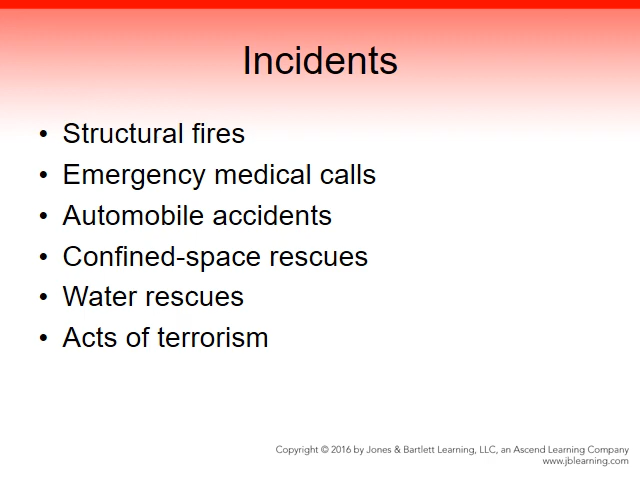 Incidents
• Structural fires
• Emergency medical calls
• Automobile accidents
• Confined-space rescues
• Water rescues
• Acts of terrorism
Copyright © 2016 by Jones & Bartlett Learning, LLC, an Ascend Learning Company
www.jblearning.com